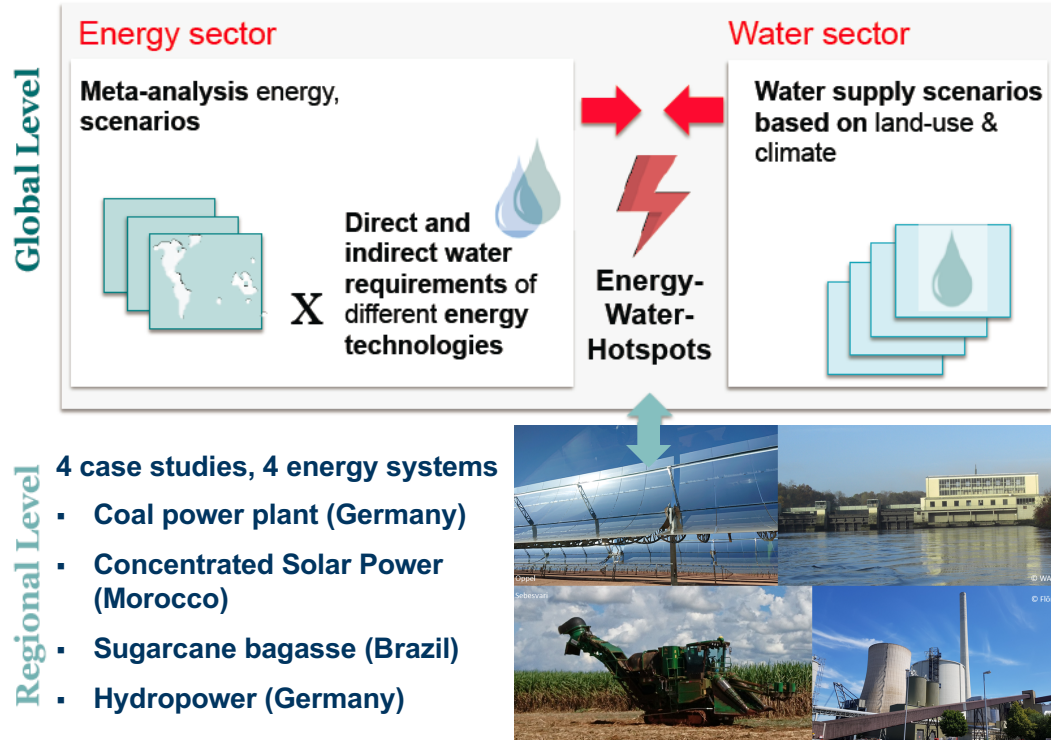 Global Level
Energy sector
Meta-analysis energy,
scenarios
X
Direct and
indirect water
requirements of
different energy
technologies
Energy-
Water-
Hotspots
Water sector
Water supply scenarios
based on land-use &
climate
Regional Level
4 case studies, 4 energy systems
▪ Coal power plant (Germany)
▪ Concentrated Solar Power
(Morocco)
▪ Sugarcane bagasse (Brazil)
▪ Hydropower (Germany)
Oppel
© WA
Sebesvari
© Flö